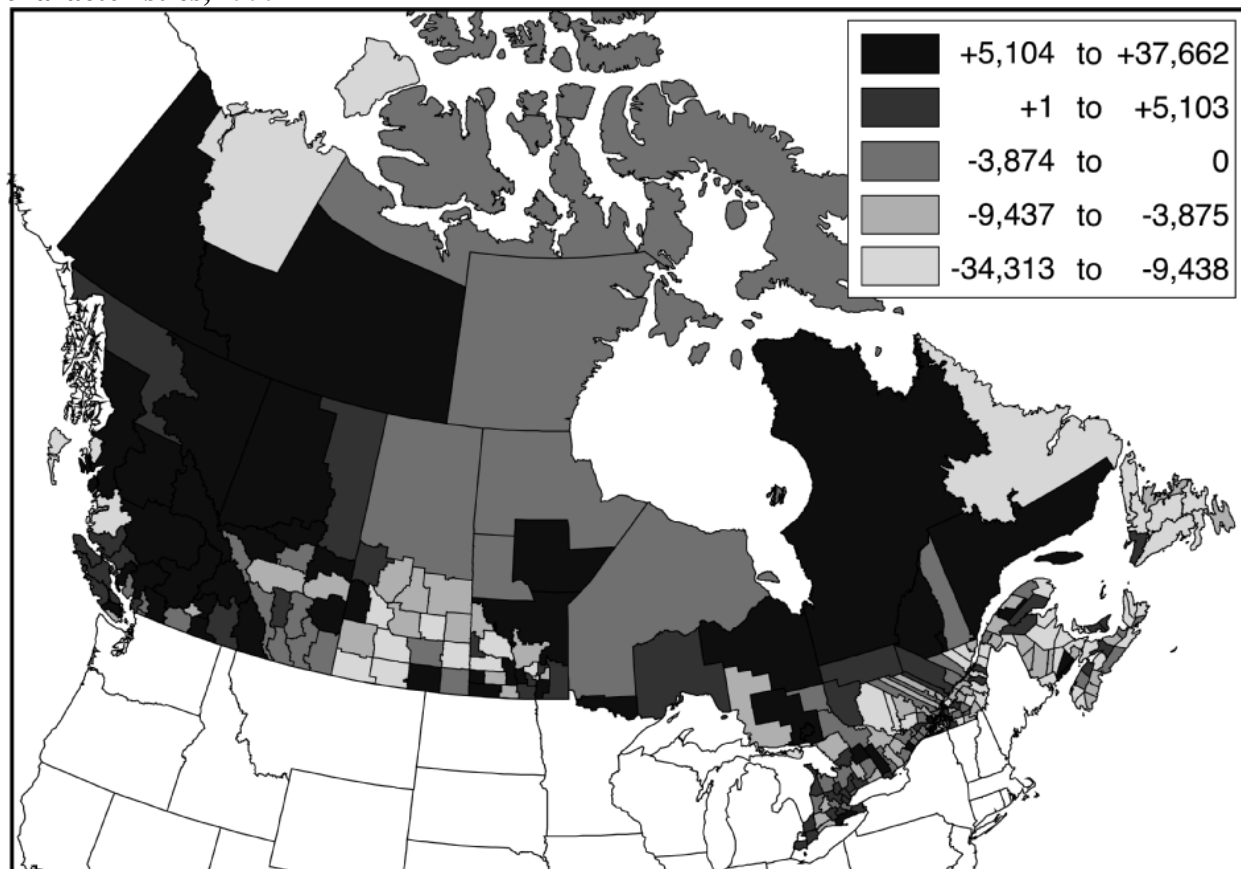 +5,104 to +37,662
+1 to +5,103
-3,874 to 0
-9,437 to -3,875
-34,313 to -9,438